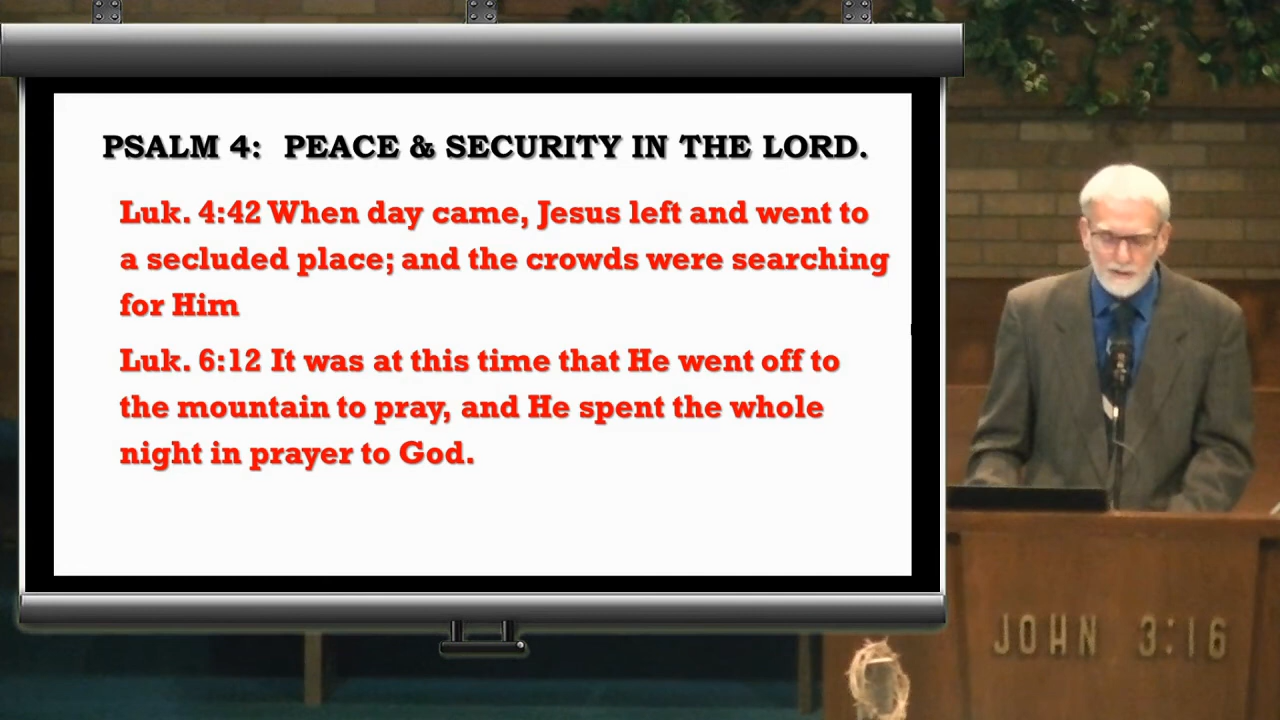 PSALM 4: PEACE & SECURITY IN THE LORD.
Luk. 4:42 When day came, Jesus left and went to
a secluded place; and the crowds were searching
for Him
Luk. 6:12 It was at this time that He went off to
the mountain to pray, and He spent the whole
night in prayer to God.
JOHN 3:16